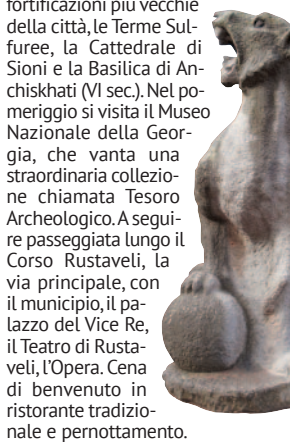 fortificazioni più vecchie
della città, le Terme Sul-
furee, la Cattedrale di
Sioni e la Basilica di An-
chiskhati (VI sec.). Nel po-
meriggio si visita il Museo
Nazionale della Geor-
gia, che vanta una
straordinaria collezio-
ne chiamata Tesoro
Archeologico. A segui-
re passeggiata lungo il
Corso Rustaveli, la
via principale, con
il municipio, il pa-
lazzo del Vice Re,
il Teatro di Rusta-
veli, l'Opera. Cena
di benvenuto in
ristorante tradizio-
nale e pernottamento.